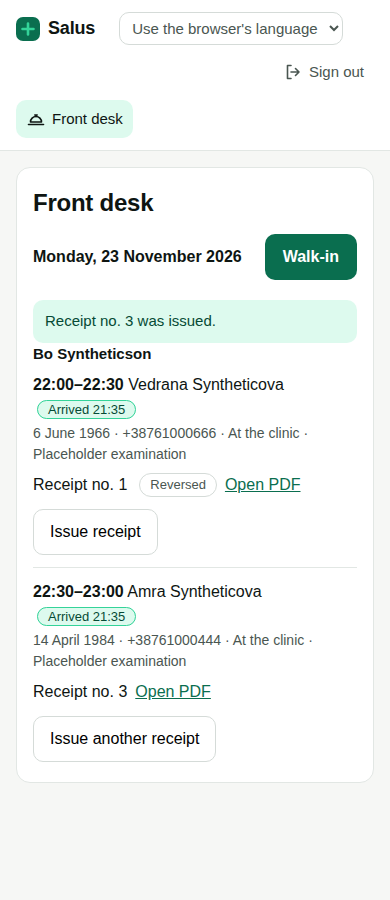 Salus
Use the browser's language
Sign out
Front desk
Front desk
Monday, 23 November 2026
Walk-in
Receipt no. 3 was issued.
Bo Syntheticson
22:00–22:30 Vedrana Syntheticova
Arrived 21:35
6 June 1966 · +38761000666 · At the clinic ·
Placeholder examination
Receipt no. 1 Reversed Open PDF
Issue receipt
22:30–23:00 Amra Syntheticova
Arrived 21:35
14 April 1984 · +38761000444 · At the clinic ·
Placeholder examination
Receipt no. 3 Open PDF
Issue another receipt